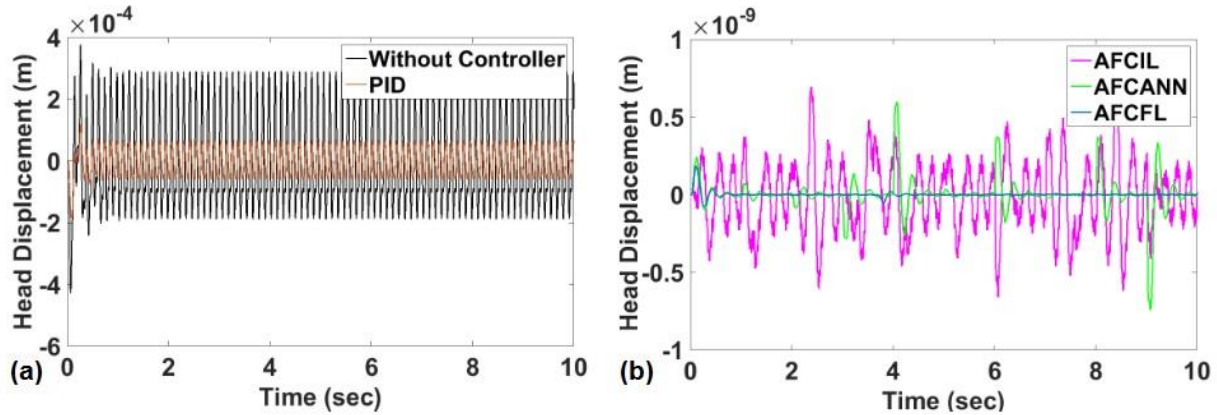 ×10-4
4
2
0
-2
-4
-6
Head Displacement (m)
Without Controller
PID
0
2
4
6
8
10
Time (sec)
(a)
×10-9
1
0.5
0
-0.5
-1
Head Displacement (m)
AFCIL
AFCANN
AFCFL
0
2
4
6
8
10
Time (sec)
(b)